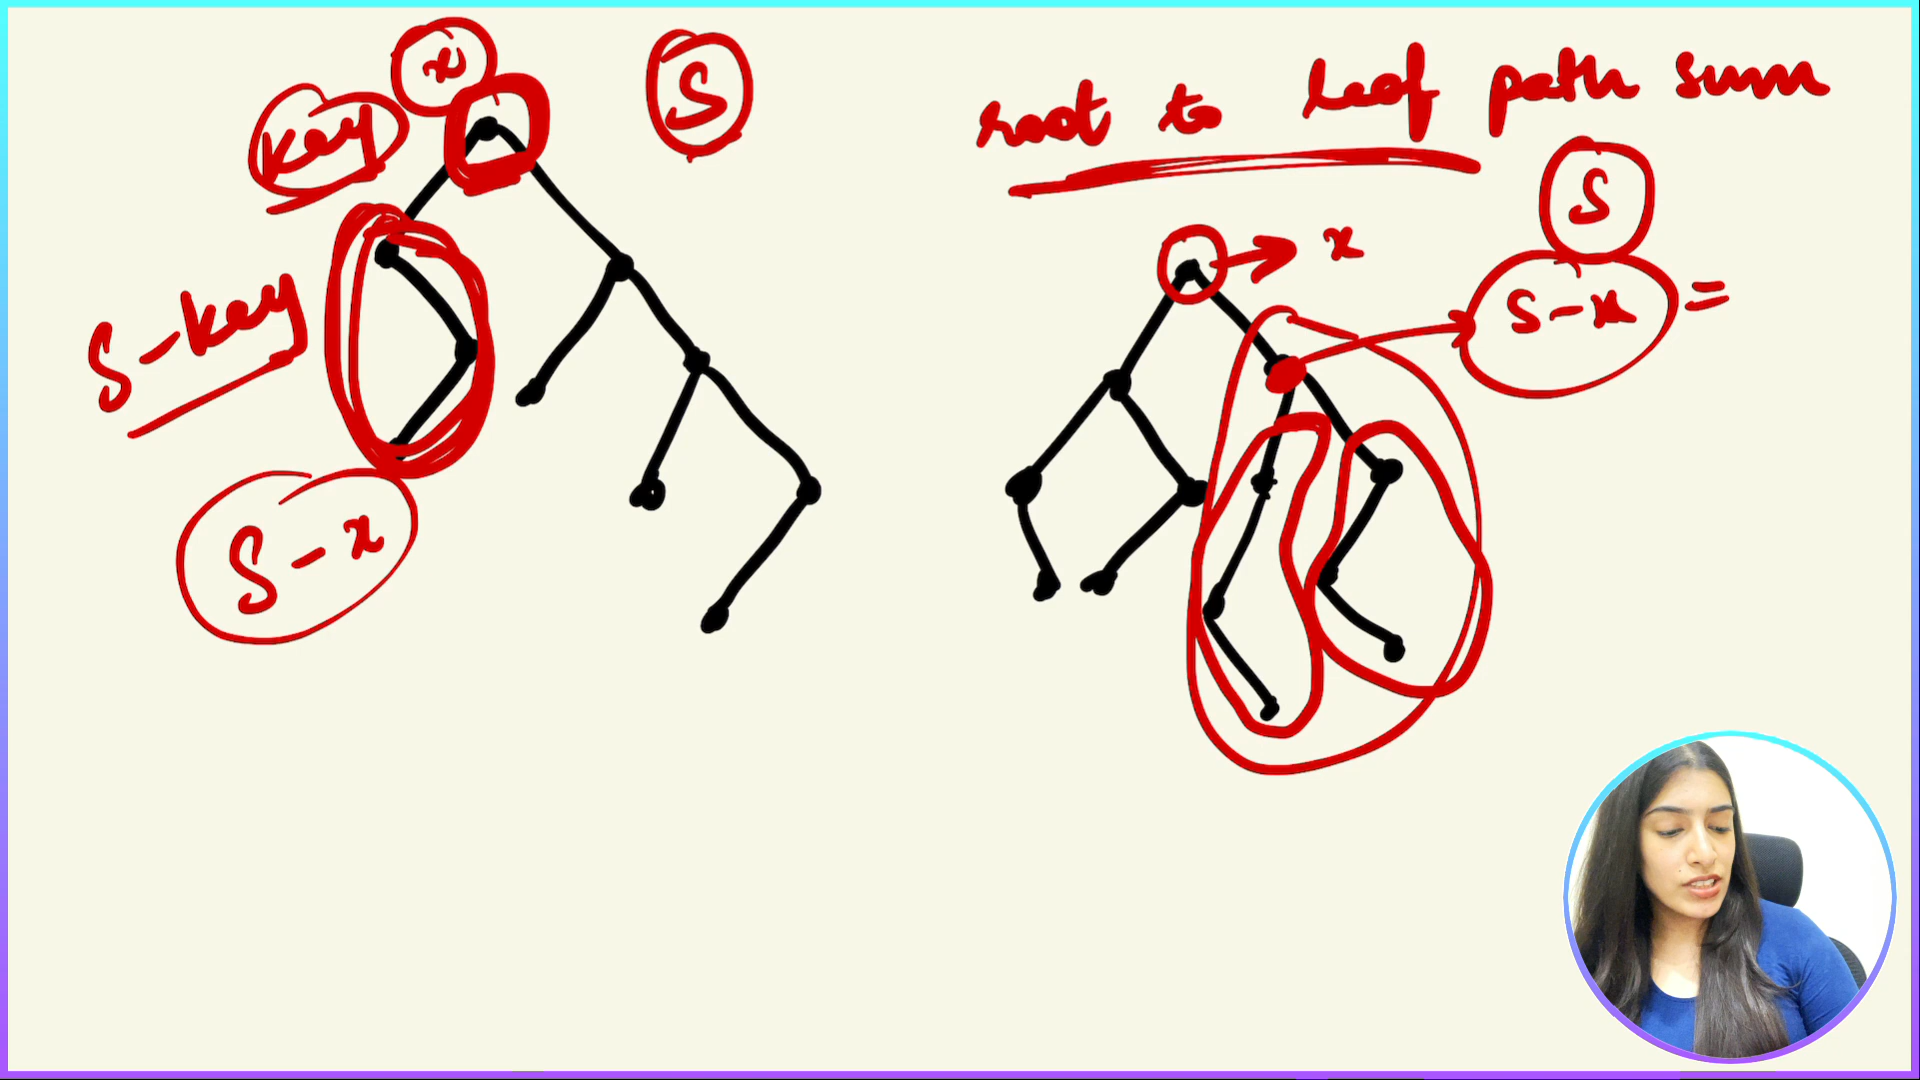 x
key
S
S-key
S-x
root to leaf path sum
S
x
S-x =